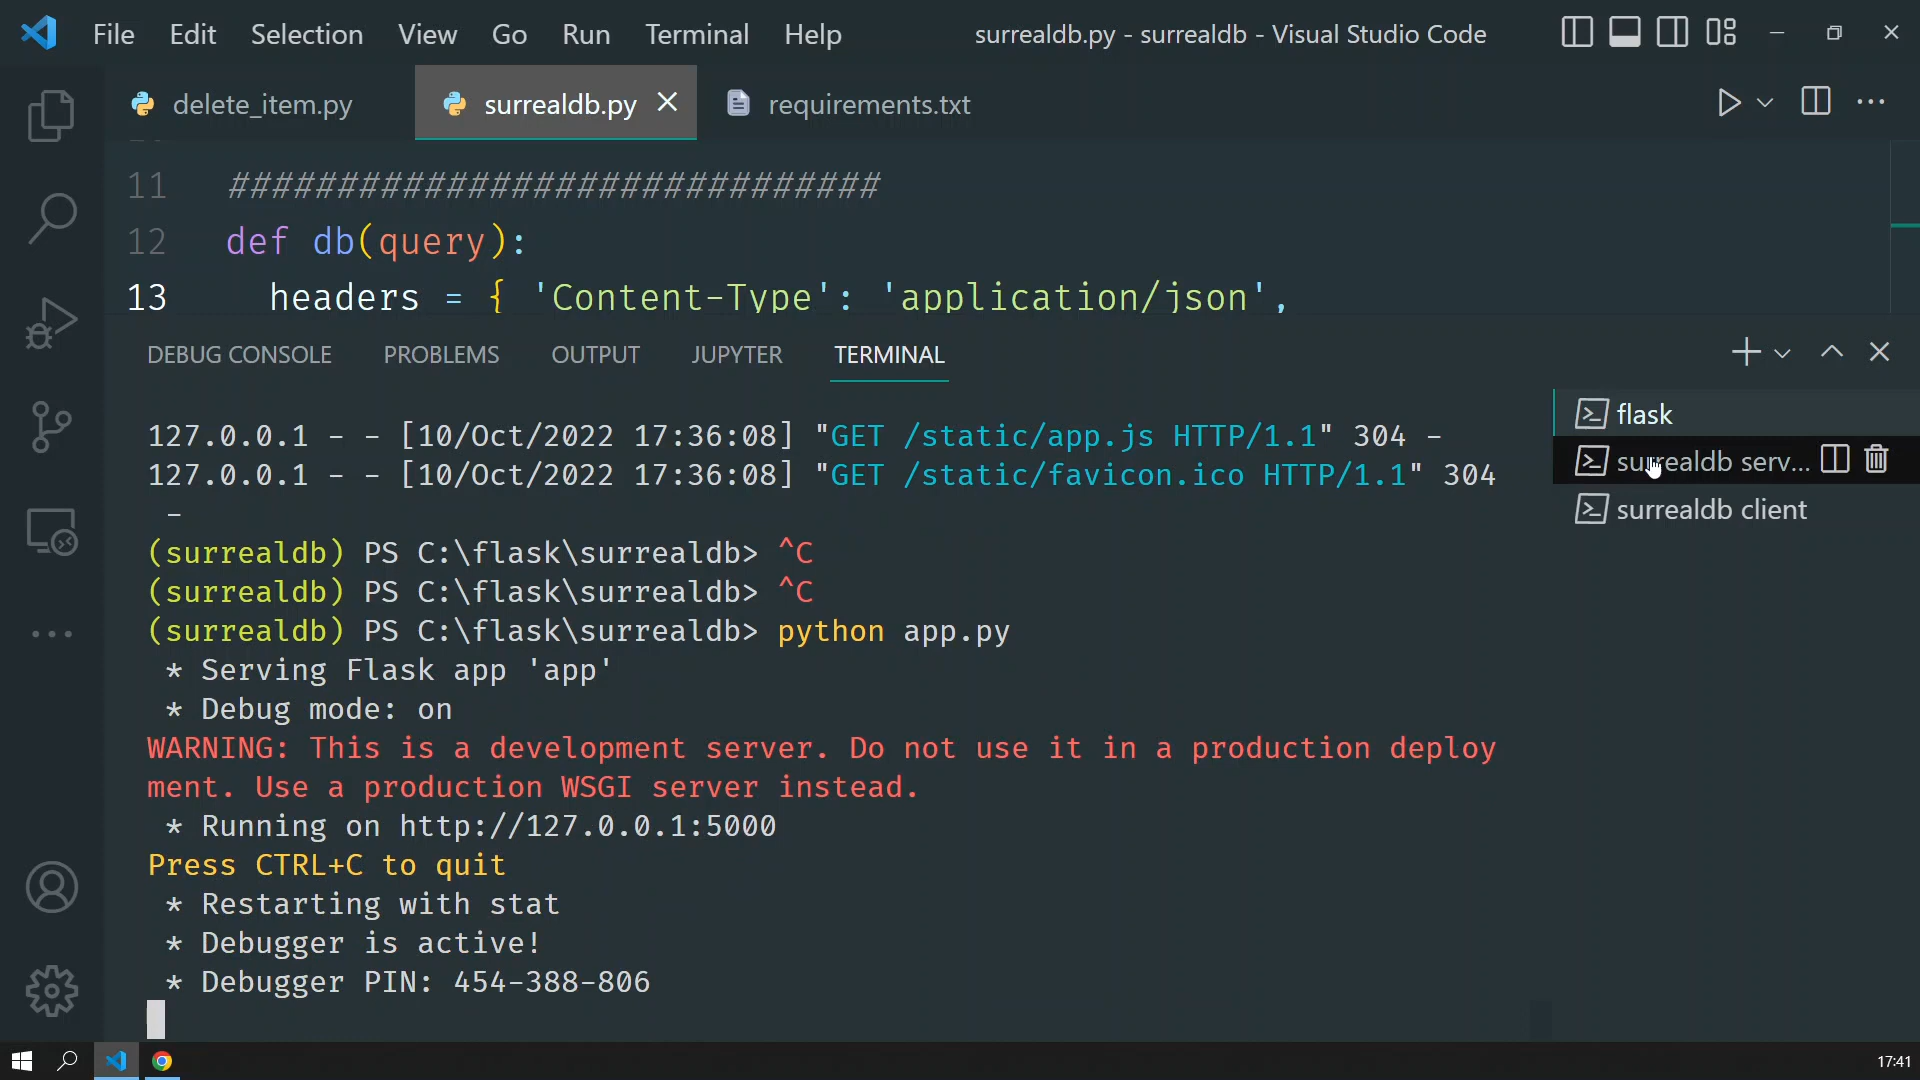 File Edit Selection View Go Run Terminal Help surrealdb.py - surrealdb - Visual Studio Code
delete_item.py surrealdb.py requirements.txt
11 ##############################
12 def db(query):
13 headers = { 'Content-Type': 'application/json',
DEBUG CONSOLE PROBLEMS OUTPUT JUPYTER TERMINAL
flask
surrealdb serv...
surrealdb client
127.0.0.1 - - [10/Oct/2022 17:36:08] "GET /static/app.js HTTP/1.1" 304 -
127.0.0.1 - - [10/Oct/2022 17:36:08] "GET /static/favicon.ico HTTP/1.1" 304
-
(surrealdb) PS C:\flask\surrealdb> ^C
(surrealdb) PS C:\flask\surrealdb> ^C
(surrealdb) PS C:\flask\surrealdb> python app.py
* Serving Flask app 'app'
* Debug mode: on
WARNING: This is a development server. Do not use it in a production deploy
ment. Use a production WSGI server instead.
* Running on http://127.0.0.1:5000
Press CTRL+C to quit
* Restarting with stat
* Debugger is active!
* Debugger PIN: 454-388-806
17:41